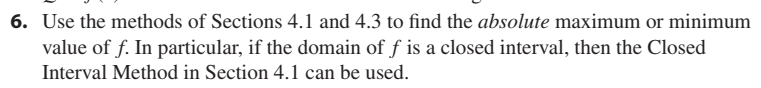 6. Use the methods of Sections 4.1 and 4.3 to find the absolute maximum or minimum
value of f. In particular, if the domain of f is a closed interval, then the Closed
Interval Method in Section 4.1 can be used.